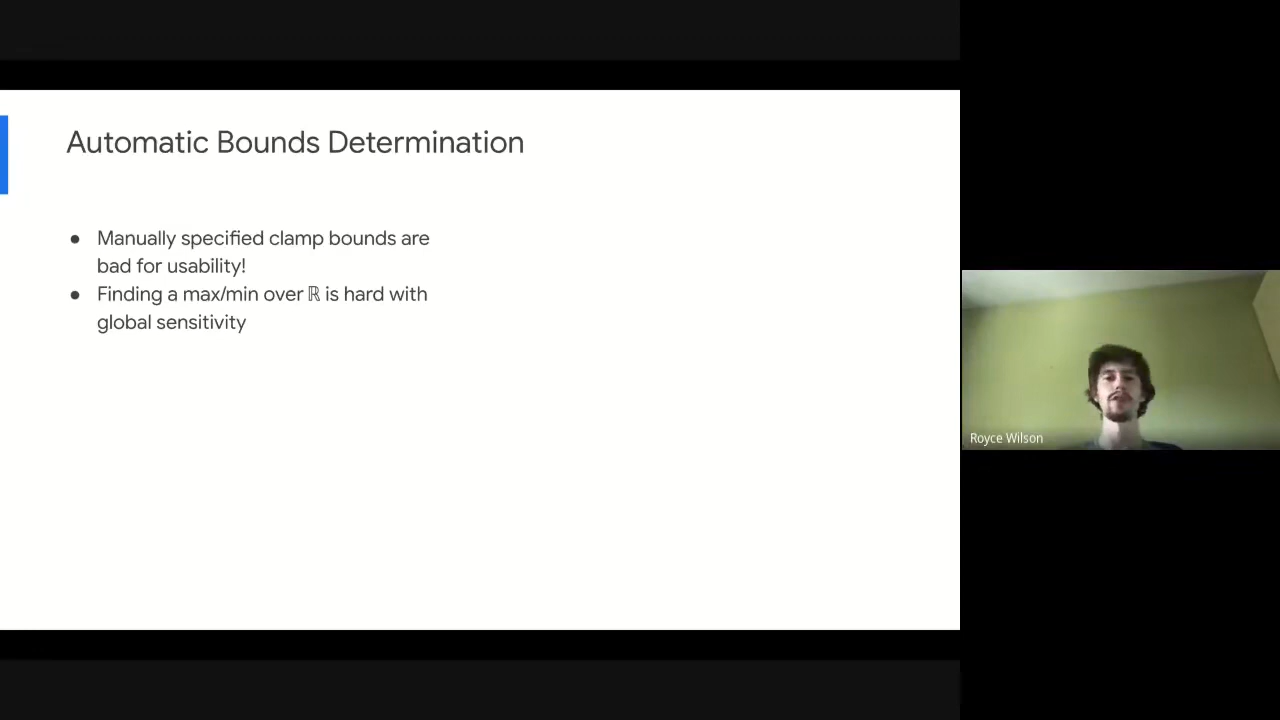 Automatic Bounds Determination
● Manually specified clamp bounds are
bad for usability!
● Finding a max/min over ℝ is hard with
global sensitivity
Royce Wilson